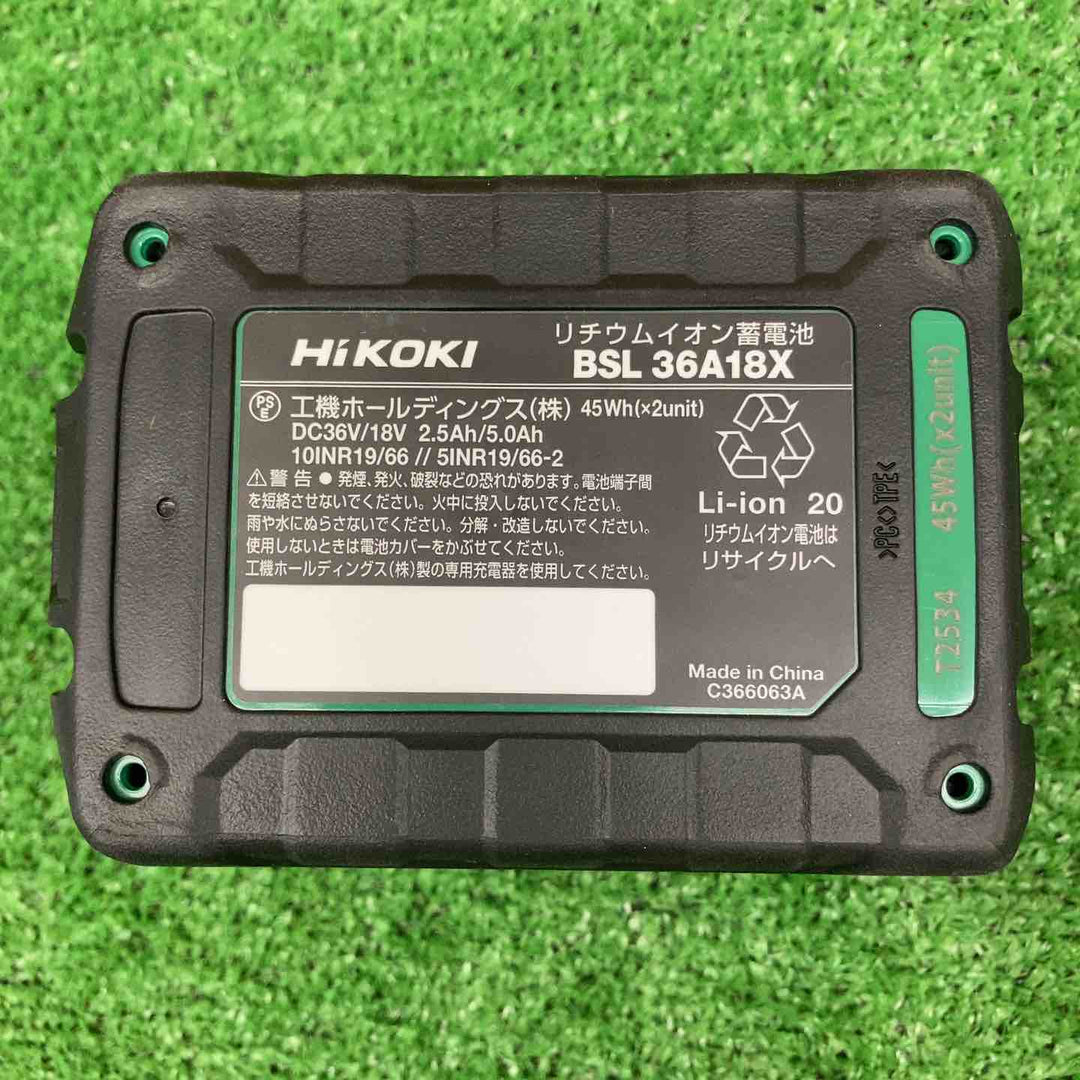 HiKOKI
リチウムイオン蓄電池
BSL 36A18X
PSE 工機ホールディングス(株) 45Wh(×2unit)
DC36V/18V 2.5Ah/5.0Ah
10INR19/66 // 5INR19/66-2
⚠警告 ● 発煙、発火、破裂などの恐れがあります。電池端子間
を短絡させないでください。火中に投入しないでください。
雨や水にぬらさないでください。分解・改造しないでください。
使用しないときは電池カバーをかぶせてください。
工機ホールディングス(株)製の専用充電器を使用してください。
Li-ion 20
リチウムイオン電池は
リサイクルへ
Made in China
C366063A
>PC<>TPE<
T2534 45Wh(x2unit)